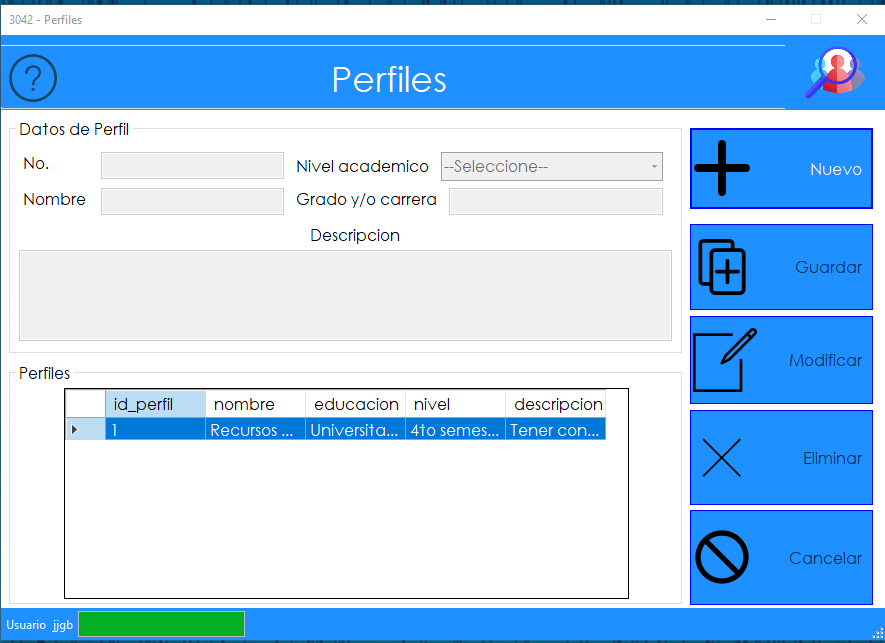 3042 - Perfiles
?
Perfiles
Datos de Perfil
No.
Nivel academico
--Seleccione--
Nombre
Grado y/o carrera
Descripcion
Nuevo
Guardar
Modificar
Eliminar
Cancelar
Perfiles
id_perfil nombre educacion nivel descripcion
1 Recursos ... Universita... 4to semes... Tener con...
Usuario jjgb